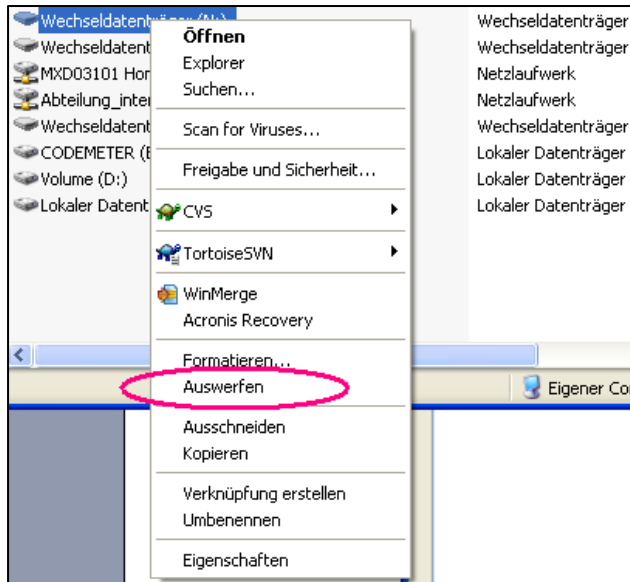 Wechseldatenträger (N:)
Wechseldatent
MXD03101 Hor
Abteilung_inter
Wechseldatent
CODEMETER (E
Volume (D:)
Lokaler Datent
Öffnen
Explorer
Suchen...
Scan for Viruses...
Freigabe und Sicherheit...
CVS
TortoiseSVN
WinMerge
Acronis Recovery
Formatieren...
Auswerfen
Ausschneiden
Kopieren
Verknüpfung erstellen
Umbenennen
Eigenschaften
Wechseldatenträger
Wechseldatenträger
Netzlaufwerk
Netzlaufwerk
Wechseldatenträger
Lokaler Datenträger
Lokaler Datenträger
Lokaler Datenträger
Eigener Co